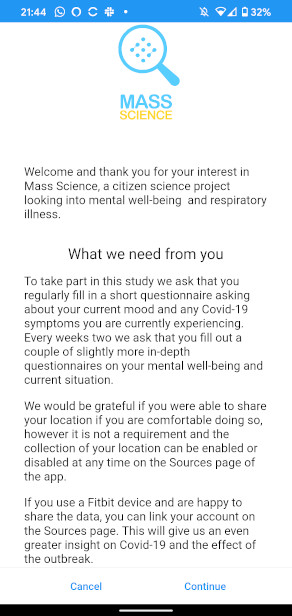 21:44
32%
MASS
SCIENCE
Welcome and thank you for your interest in
Mass Science, a citizen science project
looking into mental well-being and respiratory
illness.
What we need from you
To take part in this study we ask that you
regularly fill in a short questionnaire asking
about your current mood and any Covid-19
symptoms you are currently experiencing.
Every weeks two we ask that you fill out a
couple of slightly more in-depth
questionnaires on your mental well-being and
current situation.
We would be grateful if you were able to share
your location if you are comfortable doing so,
however it is not a requirement and the
collection of your location can be enabled or
disabled at any time on the Sources page of
the app.
If you use a Fitbit device and are happy to
share the data, you can link your account on
the Sources page. This will give us an even
greater insight on Covid-19 and the effect of
the outbreak.
Cancel
Continue